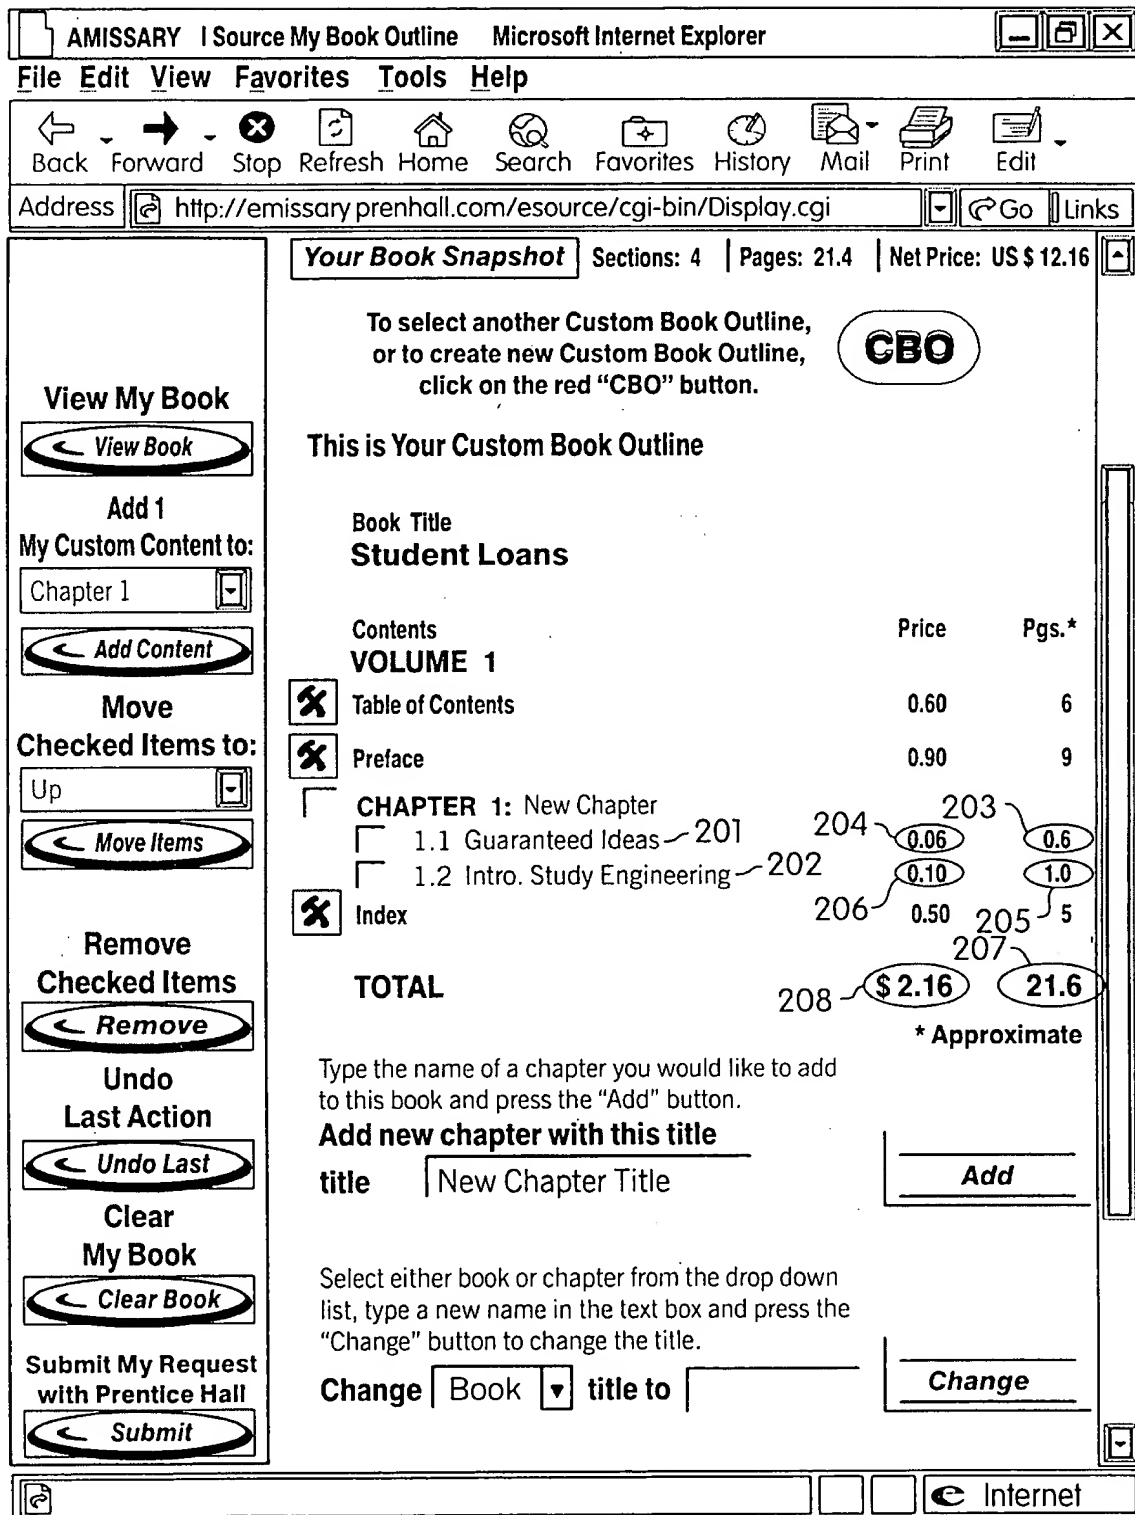 AMISSARY I Source My Book Outline Microsoft Internet Explorer
File Edit View Favorites Tools Help
Back Forward Stop Refresh Home Search Favorites History Mail Print Edit
Address http://emissary prenhall.com/esource/cgi-bin/Display.cgi Go Links
Your Book Snapshot Sections: 4 Pages: 21.4 Net Price: US $ 12.16
To select another Custom Book Outline,
or to create new Custom Book Outline,
click on the red "CBO" button.
CBO
View My Book
View Book
Add 1
My Custom Content to:
Chapter 1
Add Content
Move
Checked Items to:
Up
Move Items
Remove
Checked Items
Remove
Undo
Last Action
Undo Last
Clear
My Book
Clear Book
Submit My Request
with Prentice Hall
Submit
This is Your Custom Book Outline
Book Title
Student Loans
Contents Price Pgs.*
VOLUME 1
Table of Contents 0.60 6
Preface 0.90 9
CHAPTER 1: New Chapter 203
1.1 Guaranteed Ideas 201 204 0.06 0.6
1.2 Intro. Study Engineering 202 0.10 1.0
Index 206 0.50 205 5
207
TOTAL 208 $ 2.16 21.6
* Approximate
Type the name of a chapter you would like to add
to this book and press the "Add" button.
Add new chapter with this title
title New Chapter Title Add
Select either book or chapter from the drop down
list, type a new name in the text box and press the
"Change" button to change the title.
Change Book title to Change
Internet